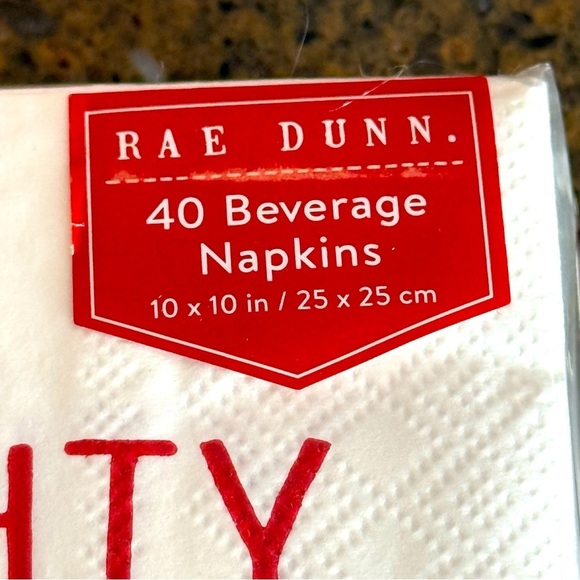 RAE DUNN.
40 Beverage
Napkins
10 x 10 in / 25 x 25 cm
HTY